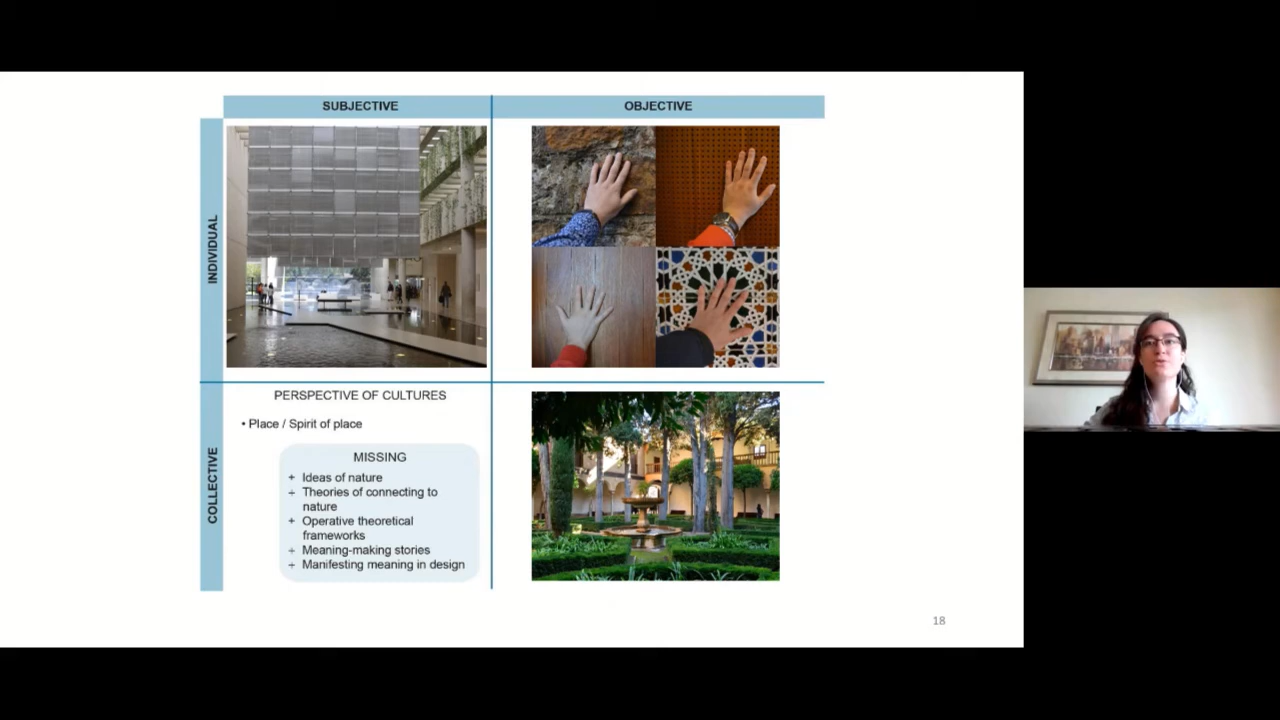 SUBJECTIVE
OBJECTIVE
INDIVIDUAL
COLLECTIVE
PERSPECTIVE OF CULTURES
• Place / Spirit of place
MISSING
+ Ideas of nature
+ Theories of connecting to
nature
+ Operative theoretical
frameworks
+ Meaning-making stories
+ Manifesting meaning in design
18